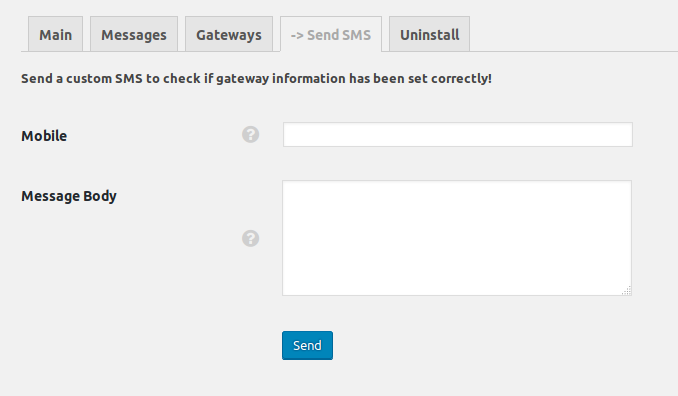 Main Messages Gateways -> Send SMS Uninstall
Send a custom SMS to check if gateway information has been set correctly!
Mobile ?
Message Body
?
Send